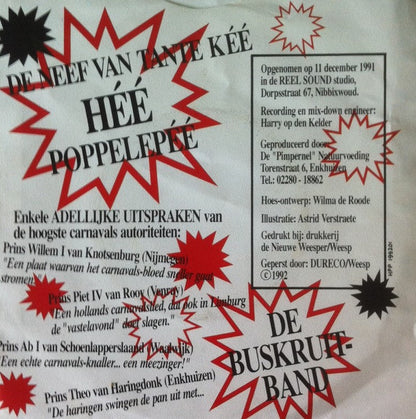 DE NEEF VAN TANTE KÉÉ
HÉÉ
POPPELEPÉÉ
Opgenomen op 11 december 1991
in de REEL SOUND studio,
Dorpsstraat 67, Nibbixwoud.
Recording en mix-down engineer:
Harry op den Kelder
Geproduceerd door:
De "Pimpernel" Natuurvoeding
Torenstraat 6, Enkhuizen
Tel.: 02280 - 18862
Hoes-ontwerp: Wilma de Roode
Illustratie: Astrid Verstraete
Gedrukt bij: drukkerij
de Nieuwe Weesper/Weesp
Geperst door: DURECO/Weesp
© 1992
HPP 199201
Enkele ADELLIJKE UITSPRAKEN van
de hoogste carnavals autoriteiten:
Prins Willem I van Knotsenburg (Nijmegen)
"Een plaat waarvan het carnavals-bloed sneller gaat
stromen"
Prins Piet IV van Rooy (Venray)
"Een hollands carnavalslied, dat ook in Limburg
de "vastelavond" doet slagen."
Prins Ab I van Schoenlapperslaand (Waalwijk)
"Een echte carnavals-knaller... een meezinger!"
Prins Theo van Haringdonk (Enkhuizen)
"De haringen swingen de pan uit met...
DE
BUSKRUIT-
BAND